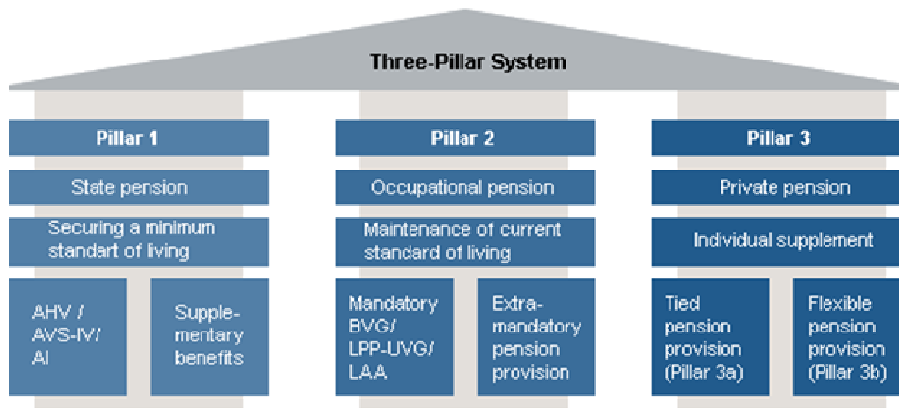 Three-Pillar System
Pillar 1
State pension
Securing a minimum
standart of living
AHV /
AVS-IV/
AI
Supple-
mentary
benefits
Pillar 2
Occupational pension
Maintenance of current
standard of living
Mandatory
BVG/
LPP-UVG/
LAA
Extra-
mandatory
pension
provision
Pillar 3
Private pension
Individual supplement
Tied
pension
provision
(Pillar 3a)
Flexible
pension
provision
(Pillar 3b)